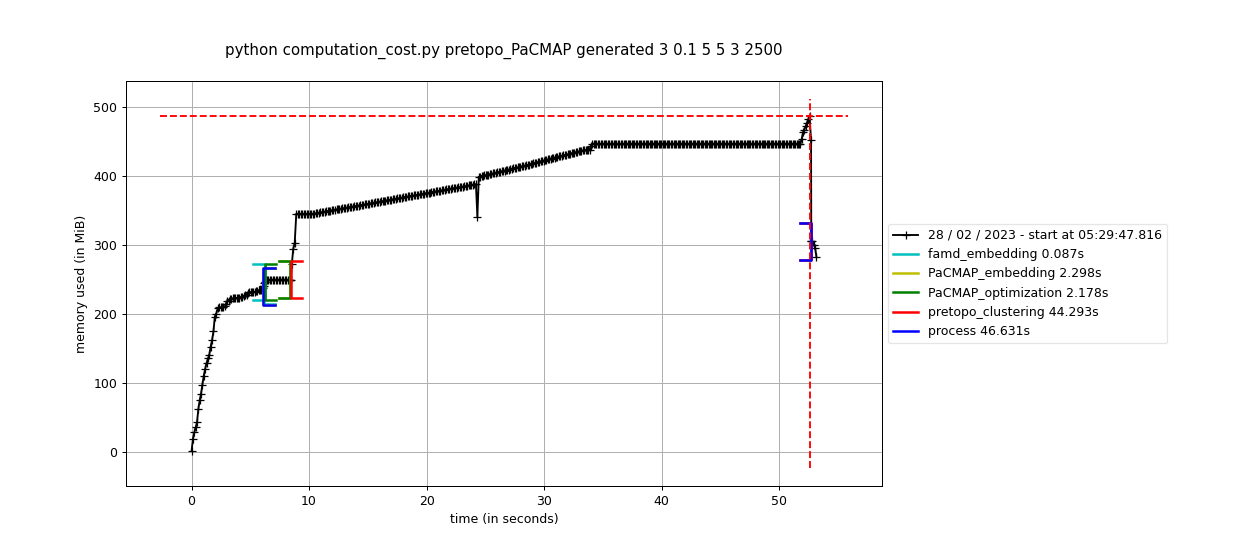 python computation_cost.py pretopo_PaCMAP generated 3 0.1 5 5 3 2500
500
400
300
200
100
0
memory used (in MiB)
0 10 20 30 40 50
time (in seconds)
28 / 02 / 2023 - start at 05:29:47.816
famd_embedding 0.087s
PaCMAP_embedding 2.298s
PaCMAP_optimization 2.178s
pretopo_clustering 44.293s
process 46.631s